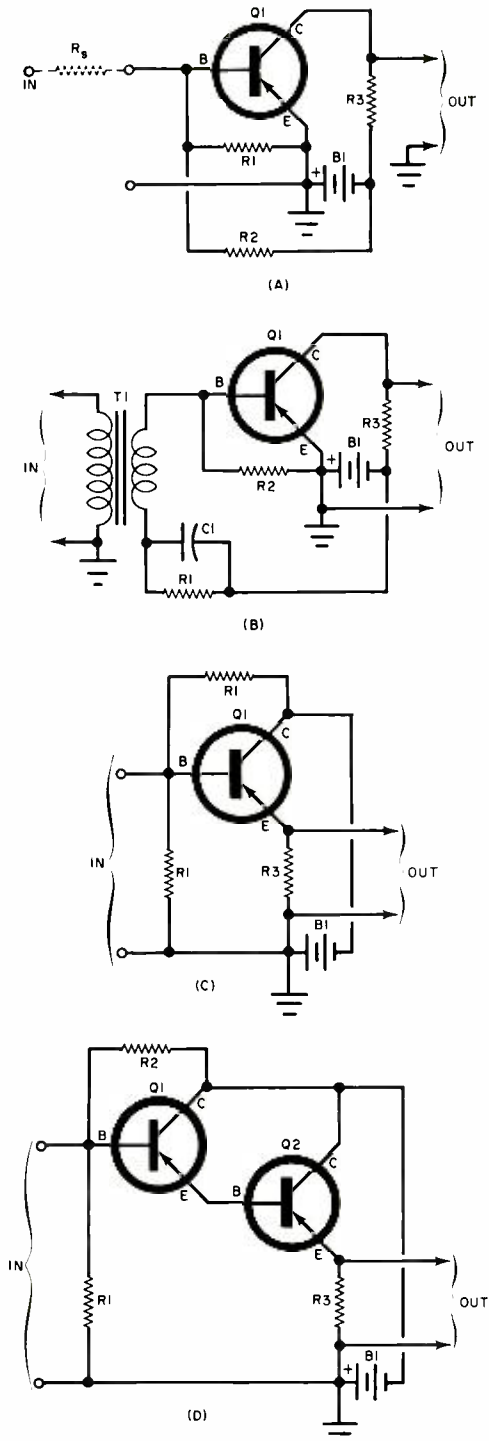 Q1
C
Rs
B
IN
E
R3
OUT
R1
+
B1
R2
(A)
Q1
C
T1
B
R3
E
B1
IN
+
OUT
R2
C1
R1
(B)
R1
Q1
C
B
E
IN
R1
R3
OUT
B1
(C)
R2
Q1
C
Q2
B
C
E
B
E
IN
R1
R3
OUT
+
B1
(D)